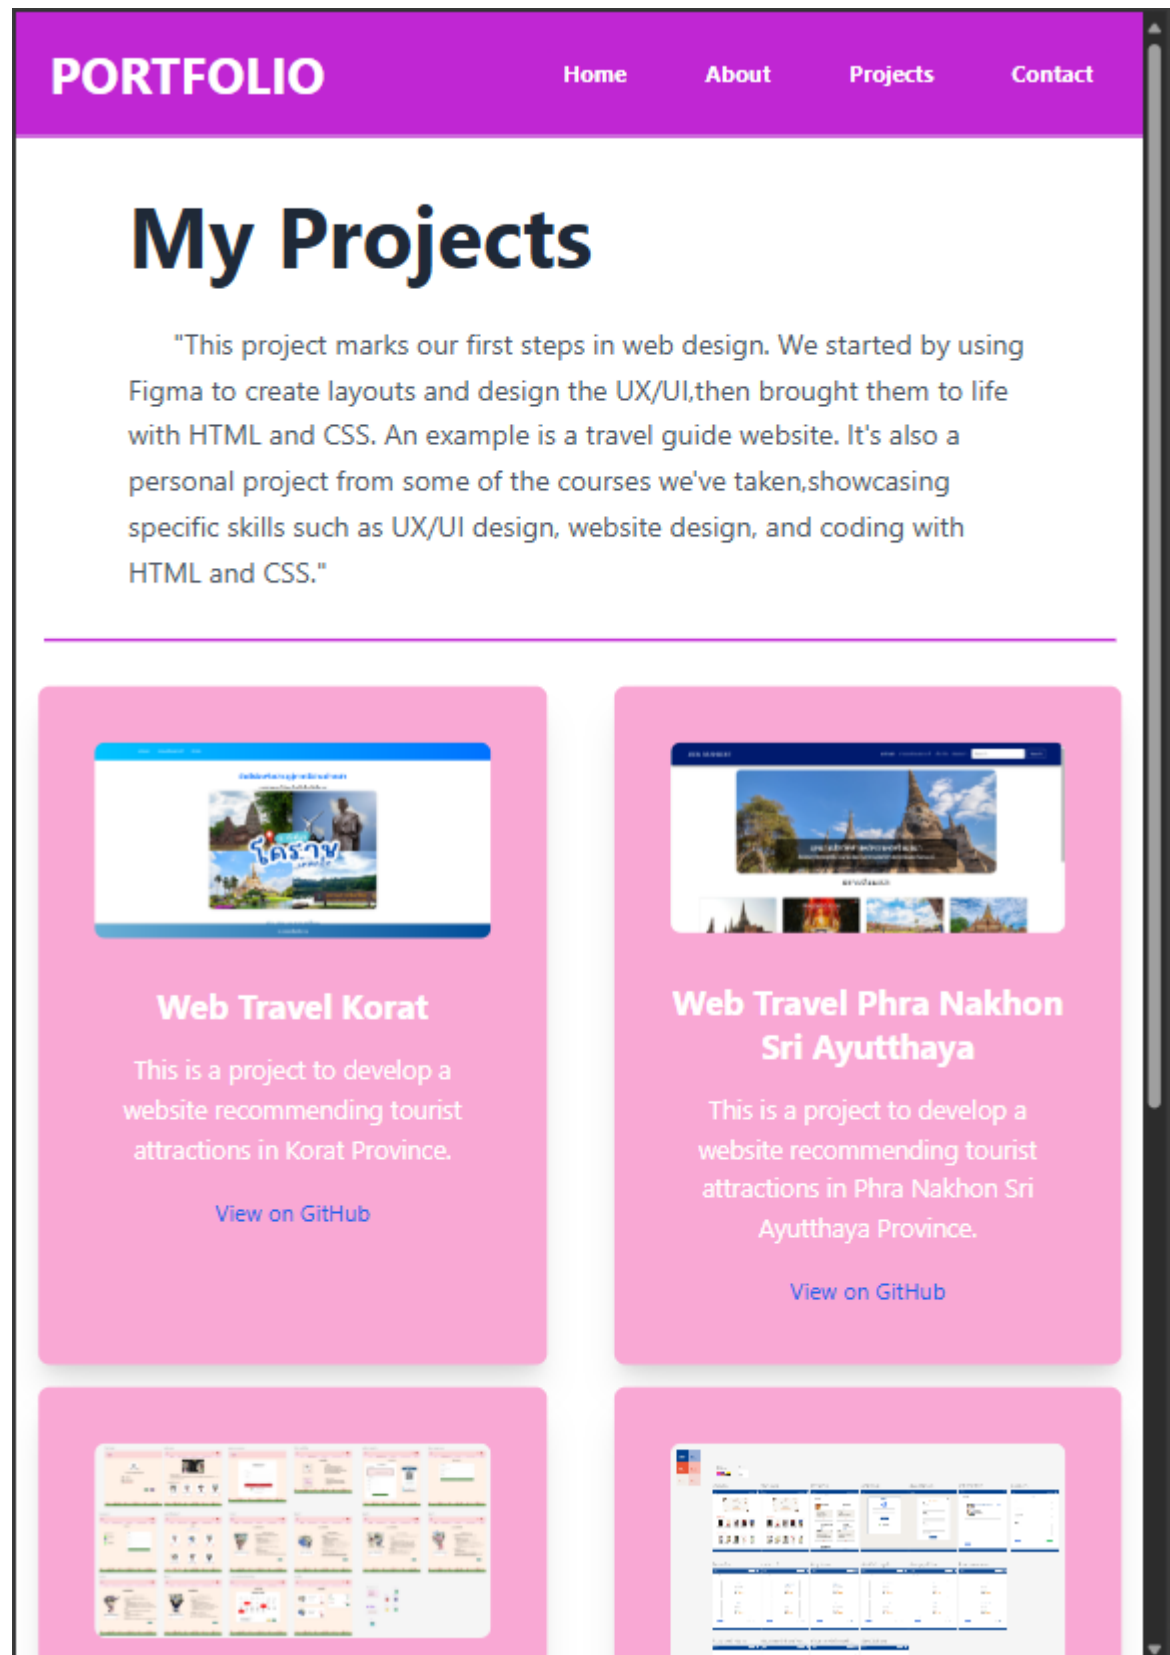 PORTFOLIO
Home About Projects Contact
My Projects
"This project marks our first steps in web design. We started by using
Figma to create layouts and design the UX/UI,then brought them to life
with HTML and CSS. An example is a travel guide website. It's also a
personal project from some of the courses we've taken,showcasing
specific skills such as UX/UI design, website design, and coding with
HTML and CSS."
โคราช
Web Travel Korat
This is a project to develop a
website recommending tourist
attractions in Korat Province.
View on GitHub
Web Travel Phra Nakhon
Sri Ayutthaya
This is a project to develop a
website recommending tourist
attractions in Phra Nakhon Sri
Ayutthaya Province.
View on GitHub